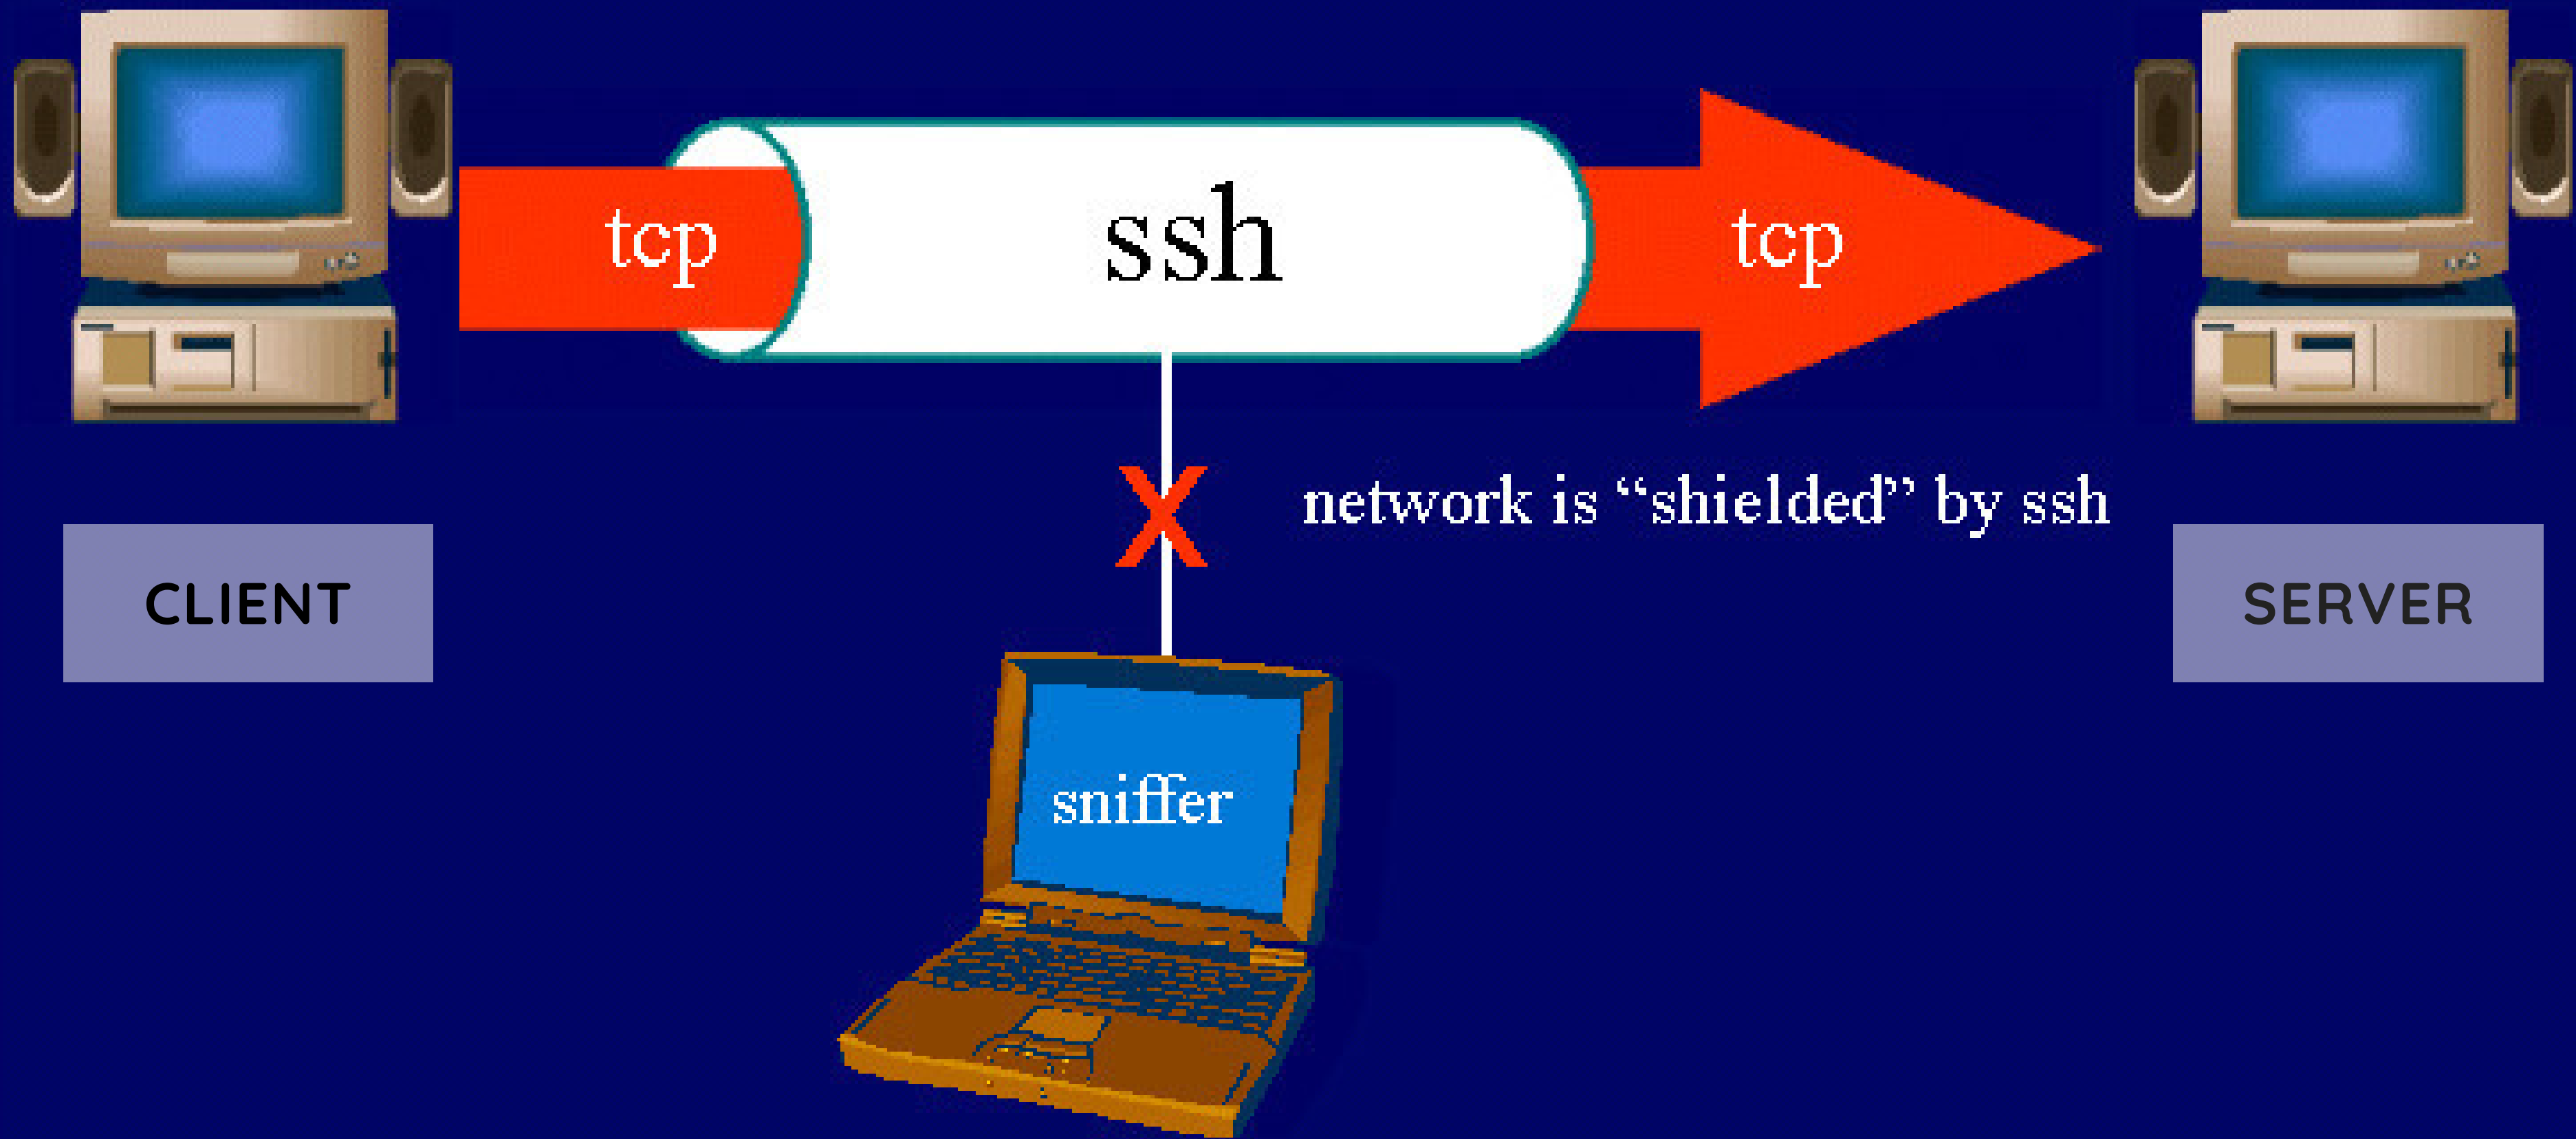 tcp
ssh
tcp
network is “shielded” by ssh
CLIENT
SERVER
sniffer